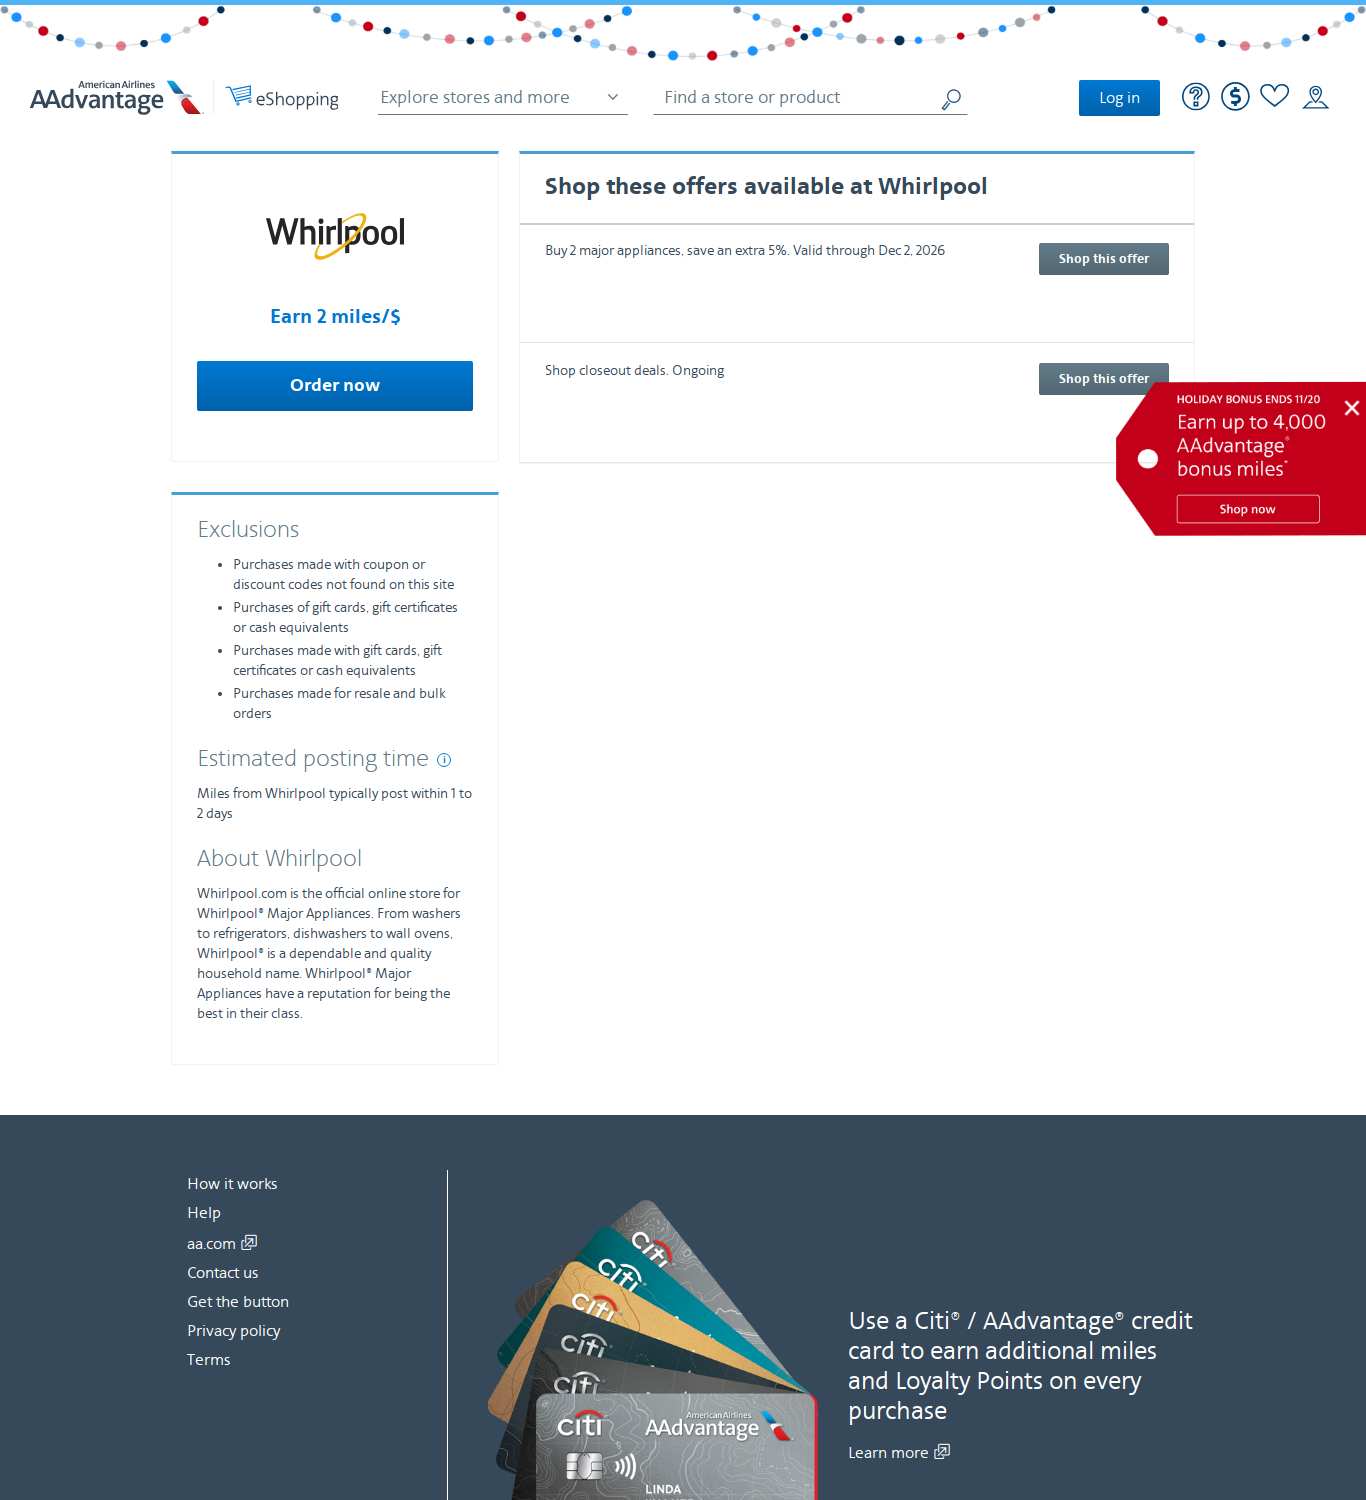 American Airlines
AAdvantage
eShopping
Explore stores and more
Find a store or product
Log in
Whirlpool
Earn 2 miles/$
Order now
Shop these offers available at Whirlpool
Buy 2 major appliances, save an extra 5%. Valid through Dec 2, 2026
Shop this offer
Shop closeout deals. Ongoing
Shop this offer
HOLIDAY BONUS ENDS 11/20
Earn up to 4,000
AAdvantage®
bonus miles*
Shop now
Exclusions
• Purchases made with coupon or
discount codes not found on this site
• Purchases of gift cards, gift certificates
or cash equivalents
• Purchases made with gift cards, gift
certificates or cash equivalents
• Purchases made for resale and bulk
orders
Estimated posting time
Miles from Whirlpool typically post within 1 to
2 days
About Whirlpool
Whirlpool.com is the official online store for
Whirlpool® Major Appliances. From washers
to refrigerators, dishwashers to wall ovens,
Whirlpool® is a dependable and quality
household name. Whirlpool® Major
Appliances have a reputation for being the
best in their class.
How it works
Help
aa.com
Contact us
Get the button
Privacy policy
Terms
citi
citi
citi
citi
citi
citi
American Airlines
AAdvantage
LINDA
Use a Citi® / AAdvantage® credit
card to earn additional miles
and Loyalty Points on every
purchase
Learn more